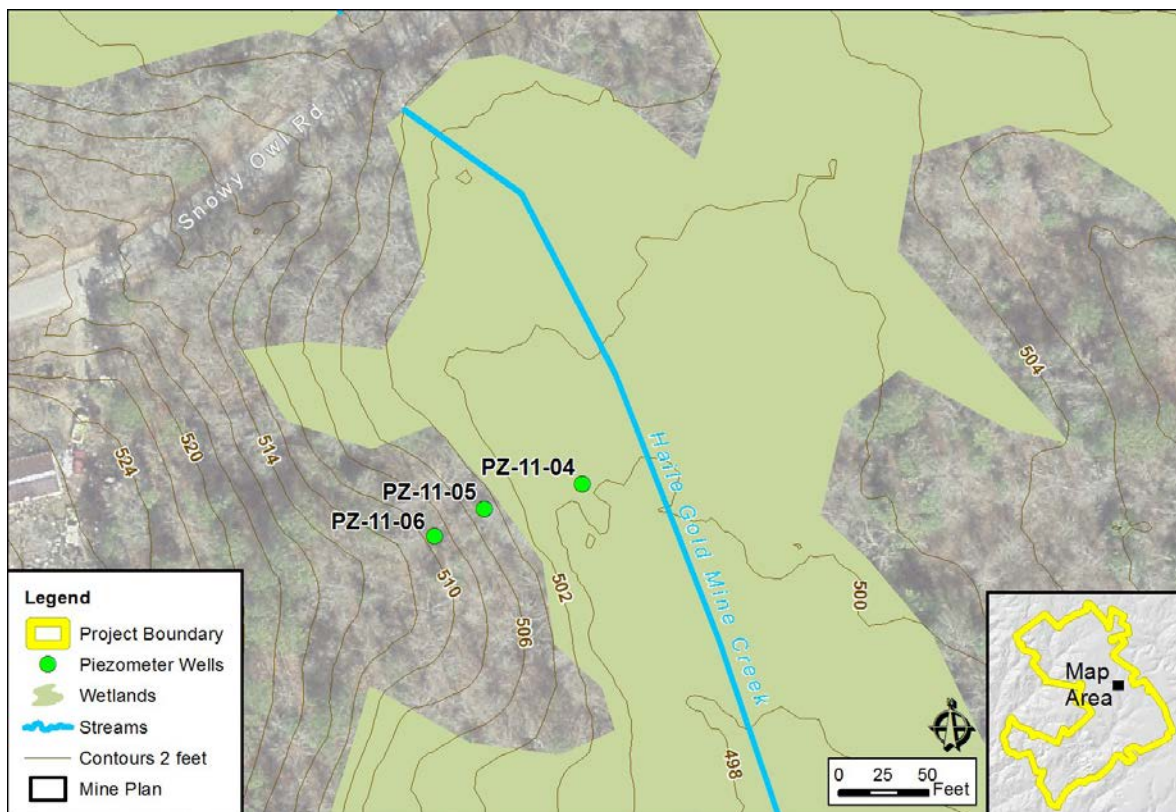 Snowy Owl Rd
504
PZ-11-04
PZ-11-05
PZ-11-06
524
520
514
510
506
502
500
498
Haile Gold Mine Creek
Legend
Project Boundary
Piezometer Wells
Wetlands
Streams
Contours 2 feet
Mine Plan
0 25 50
Feet
Map
Area